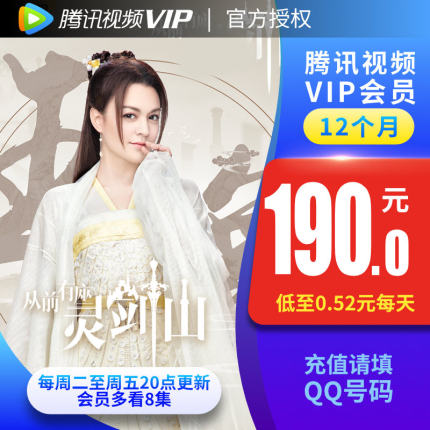 腾讯视频VIP | 官方授权
腾讯视频
VIP会员
12个月
190.0元
低至0.52元每天
从前有座
灵剑山
每周二至周五20点更新
会员多看8集
充值请填
QQ号码